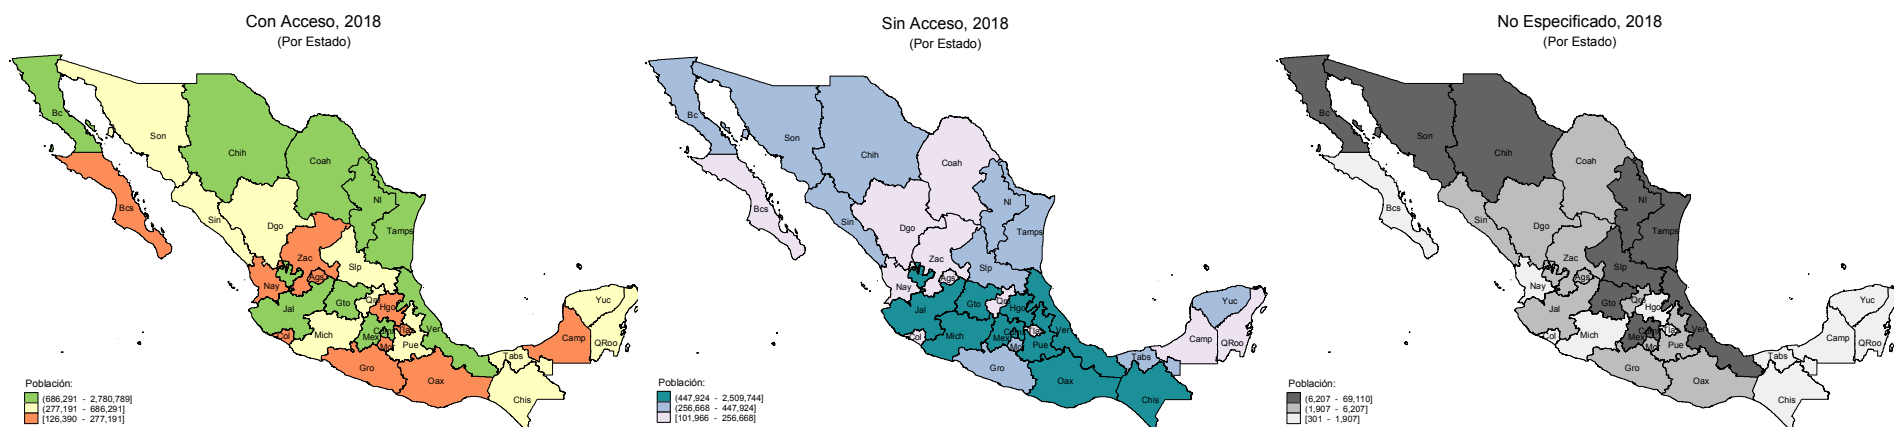 Con Acceso, 2018
(Por Estado)
Bc
Son
Chih
Coah
Bcs
Sin
Dgo
Nl
Tamps
Zac
Slp
Nay
Ags
Jal
Gto
Qro
Hgo
Col
Mich
Mex
Ver
Pue
Gro
Oax
Tabs
Chis
Camp
Yuc
QRoo
Población:
(686,291 - 2,780,789]
(277,191 - 686,291]
[126,390 - 277,191]
Sin Acceso, 2018
(Por Estado)
Bc
Son
Chih
Coah
Bcs
Sin
Dgo
Nl
Tamps
Zac
Slp
Nay
Ags
Jal
Gto
Qro
Hgo
Col
Mich
Mex
Ver
Pue
Gro
Oax
Tabs
Chis
Camp
Yuc
QRoo
Población:
(447,924 - 2,509,744]
(256,668 - 447,924]
[101,966 - 256,668]
No Especificado, 2018
(Por Estado)
Bc
Son
Chih
Coah
Bcs
Sin
Dgo
Nl
Tamps
Zac
Slp
Nay
Ags
Jal
Gto
Qro
Hgo
Col
Mich
Mex
Ver
Pue
Gro
Oax
Tabs
Chis
Camp
Yuc
QRoo
Población:
(6,207 - 69,110]
(1,907 - 6,207]
[301 - 1,907]